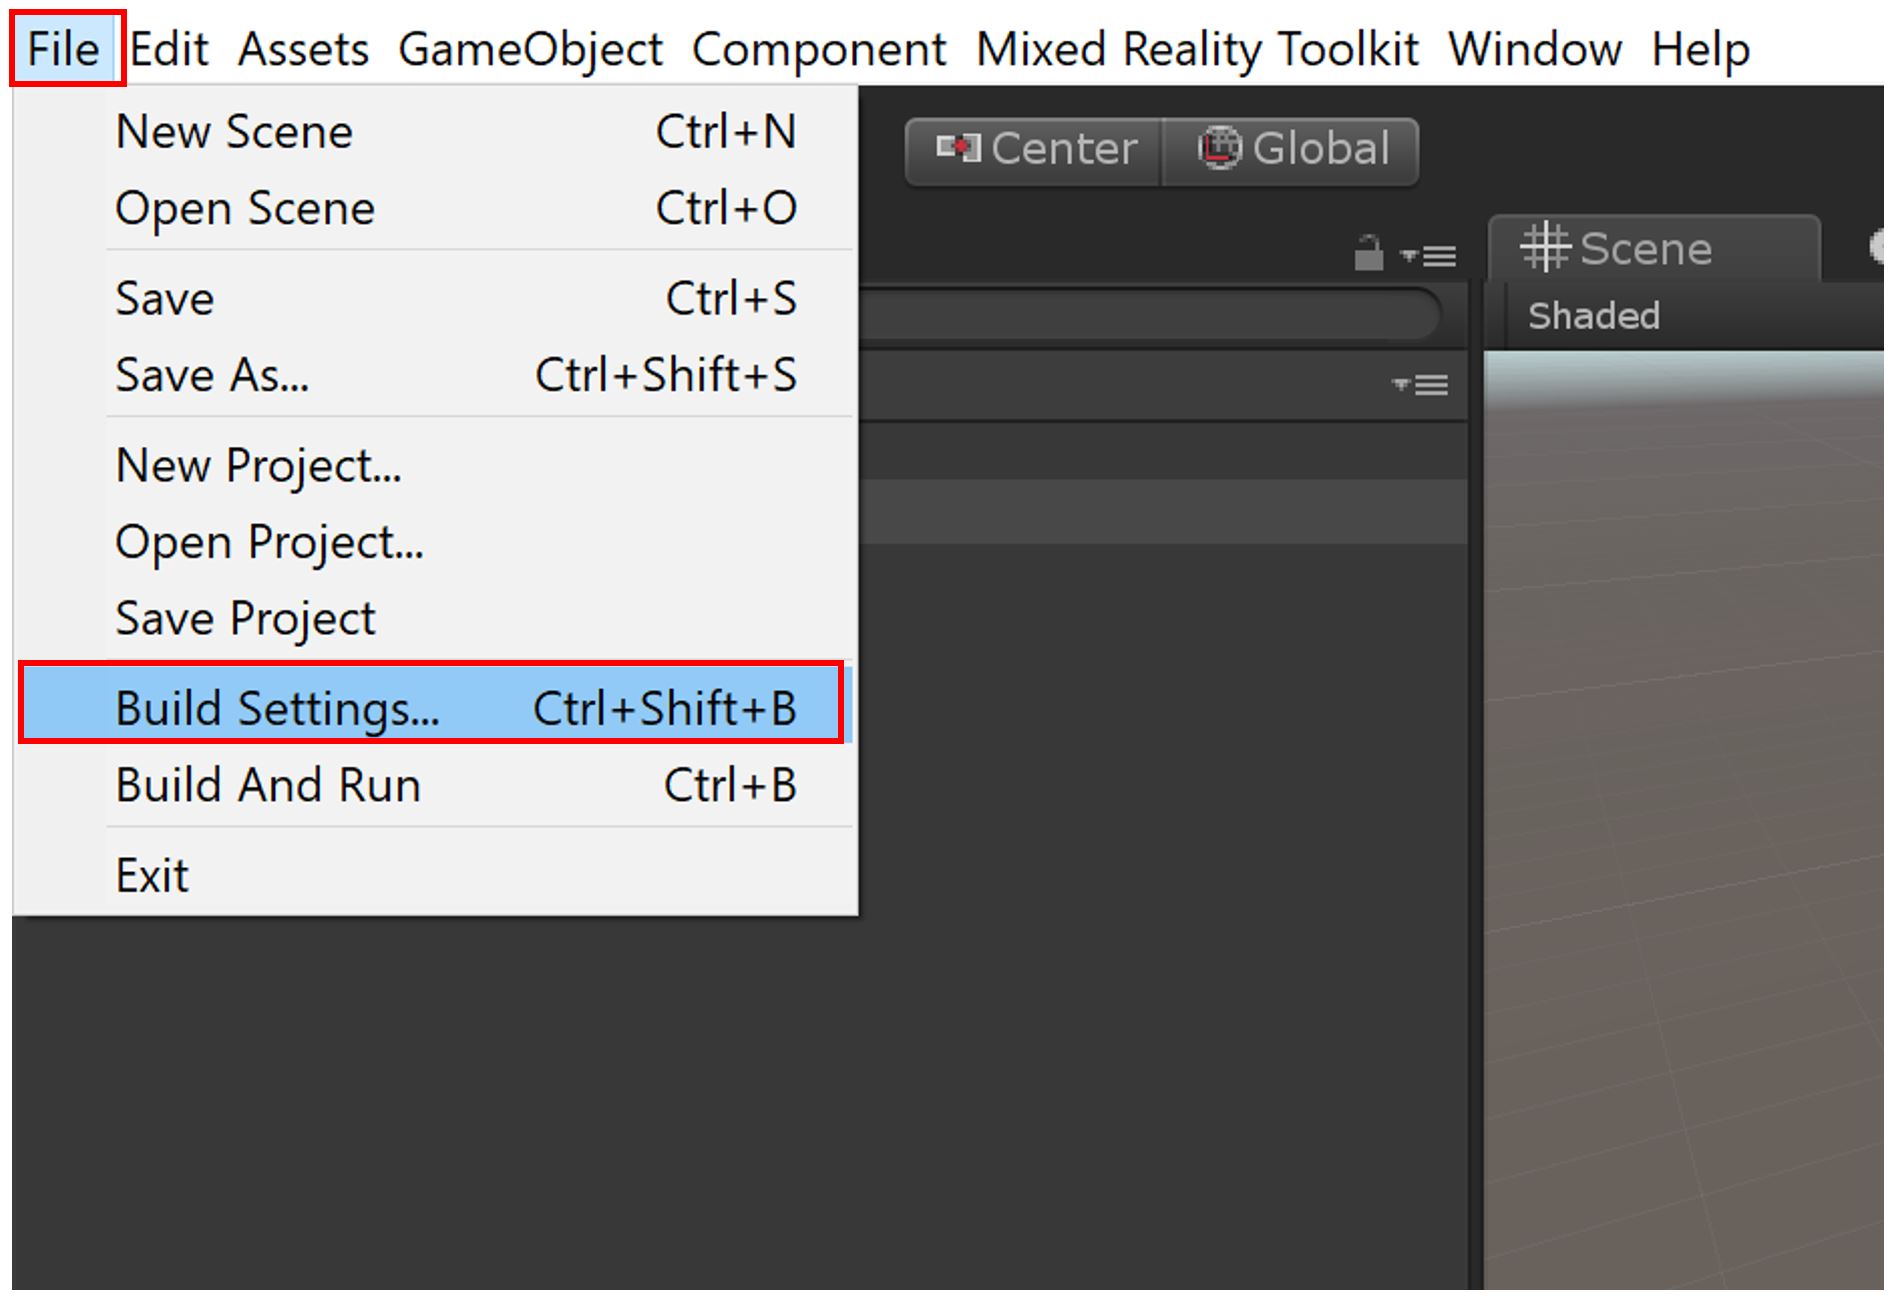 File Edit Assets GameObject Component Mixed Reality Toolkit Window Help
New Scene Ctrl+N
Open Scene Ctrl+O
Save Ctrl+S
Save As... Ctrl+Shift+S
New Project...
Open Project...
Save Project
Build Settings... Ctrl+Shift+B
Build And Run Ctrl+B
Exit
Center Global
Scene
Shaded